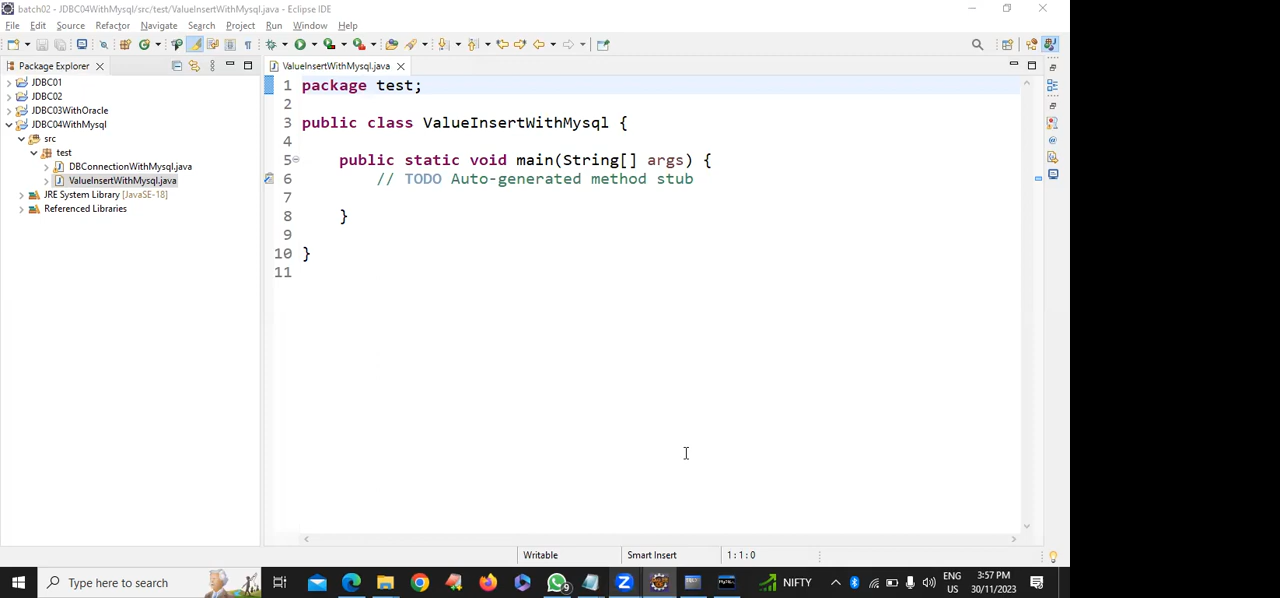 batch02 - JDBC04WithMysql/src/test/ValueInsertWithMysql.java - Eclipse IDE
File Edit Source Refactor Navigate Search Project Run Window Help
Package Explorer
ValueInsertWithMysql.java
JDBC01
JDBC02
JDBC03WithOracle
JDBC04WithMysql
src
test
DBConnectionWithMysql.java
ValueInsertWithMysql.java
JRE System Library [JavaSE-18]
Referenced Libraries
1 package test;
2
3 public class ValueInsertWithMysql {
4
5 public static void main(String[] args) {
6 // TODO Auto-generated method stub
7
8 }
9
10 }
11
Writable Smart Insert 1 : 1 : 0
Type here to search
9
NIFTY
ENG
US
3:57 PM
30/11/2023